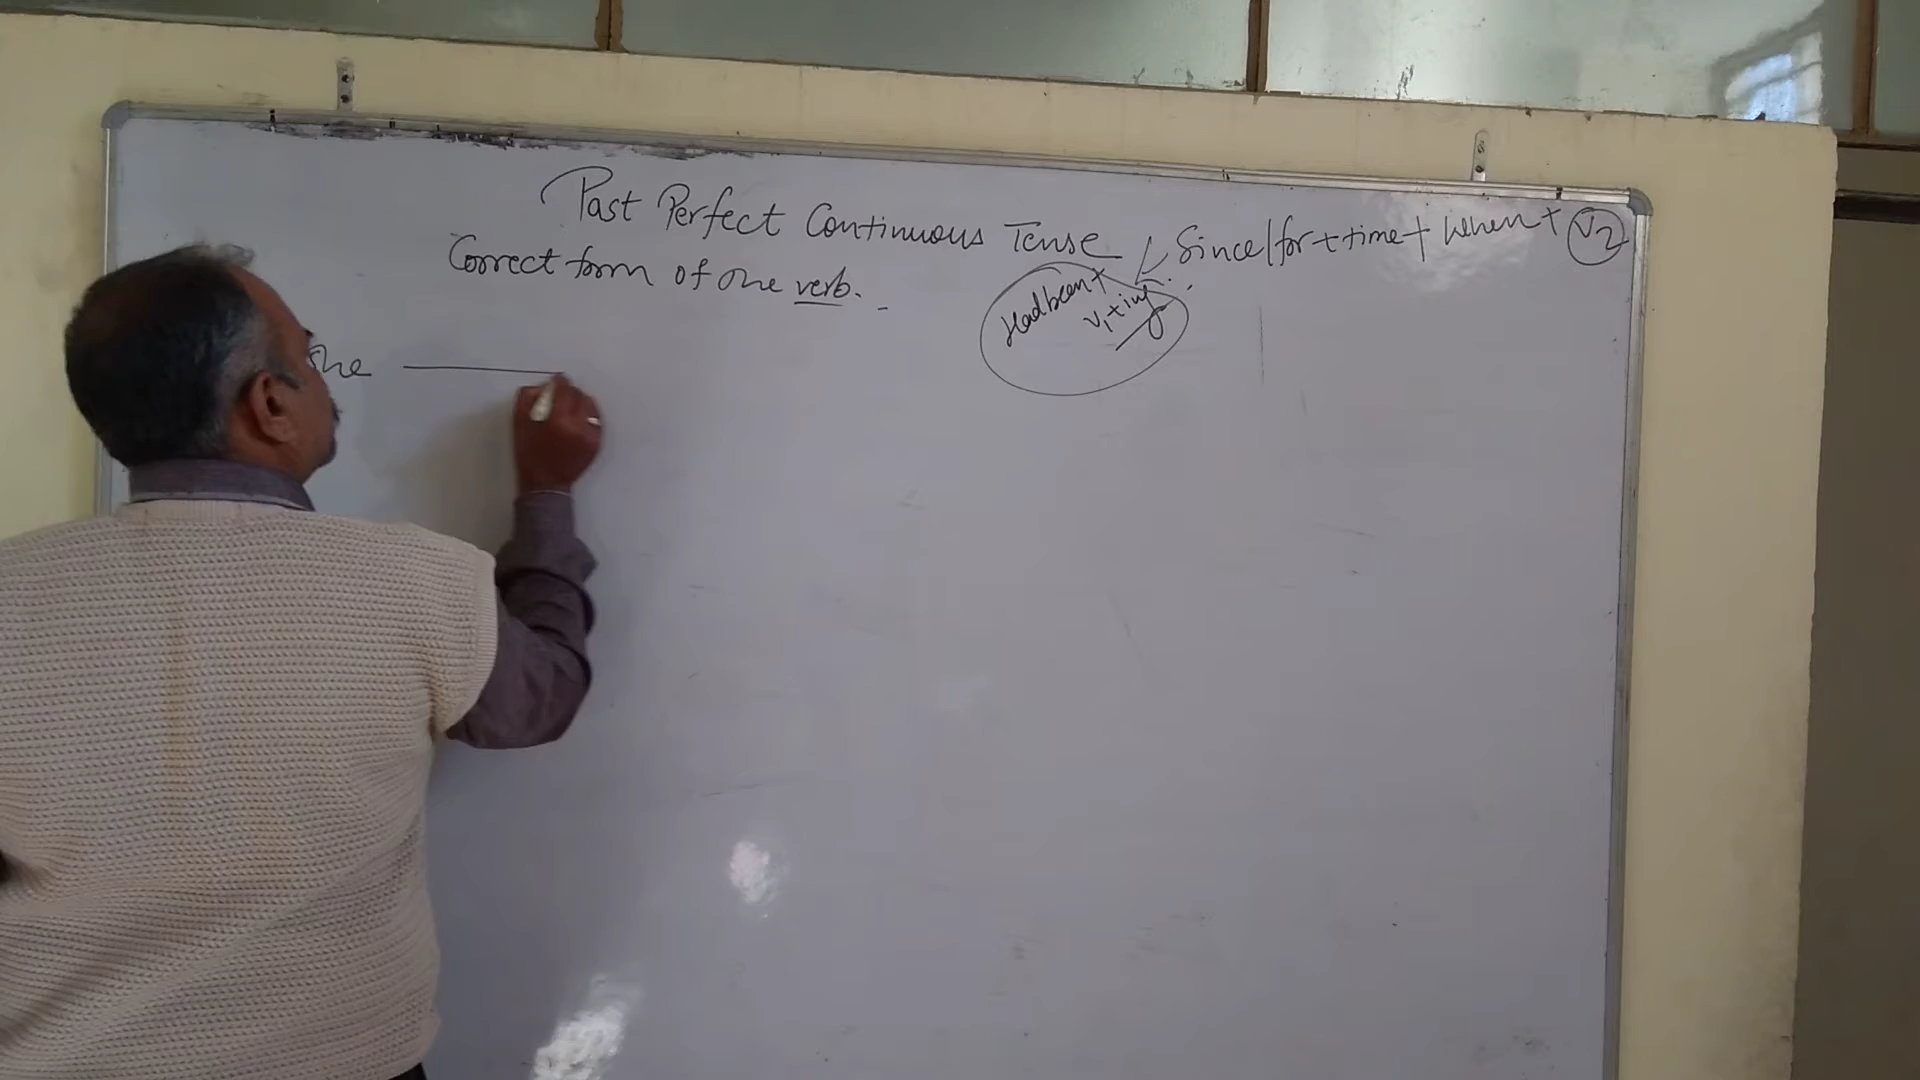 Past Perfect Continuous Tense Since/for + time + when + V2
Correct form of the verb.
Had been +
V1 + ing
She